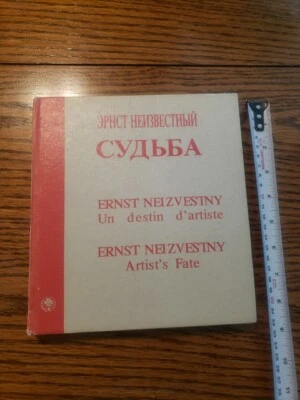 ЭРНСТ НЕИЗВЕСТНЫЙ
СУДЬБА
ERNST NEIZVESTNY
Un destin d'artiste
ERNST NEIZVESTNY
Artist's Fate